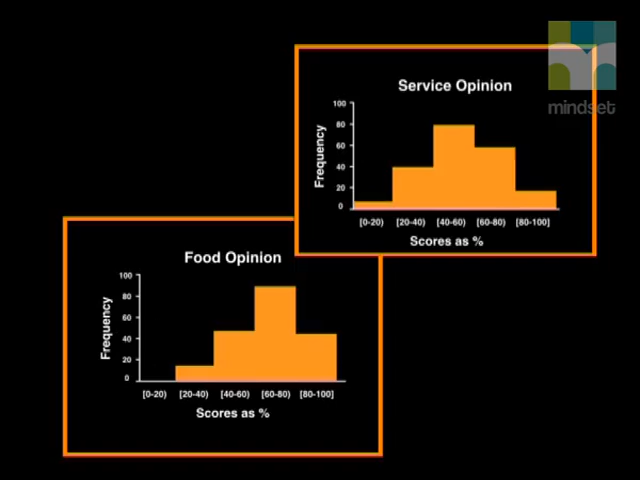 mindset
Service Opinion
Frequency
100
80
60
40
20
0
[0-20) [20-40) [40-60) [60-80) [80-100]
Scores as %
Food Opinion
Frequency
100
80
60
40
20
0
[0-20) [20-40) [40-60) [60-80) [80-100]
Scores as %